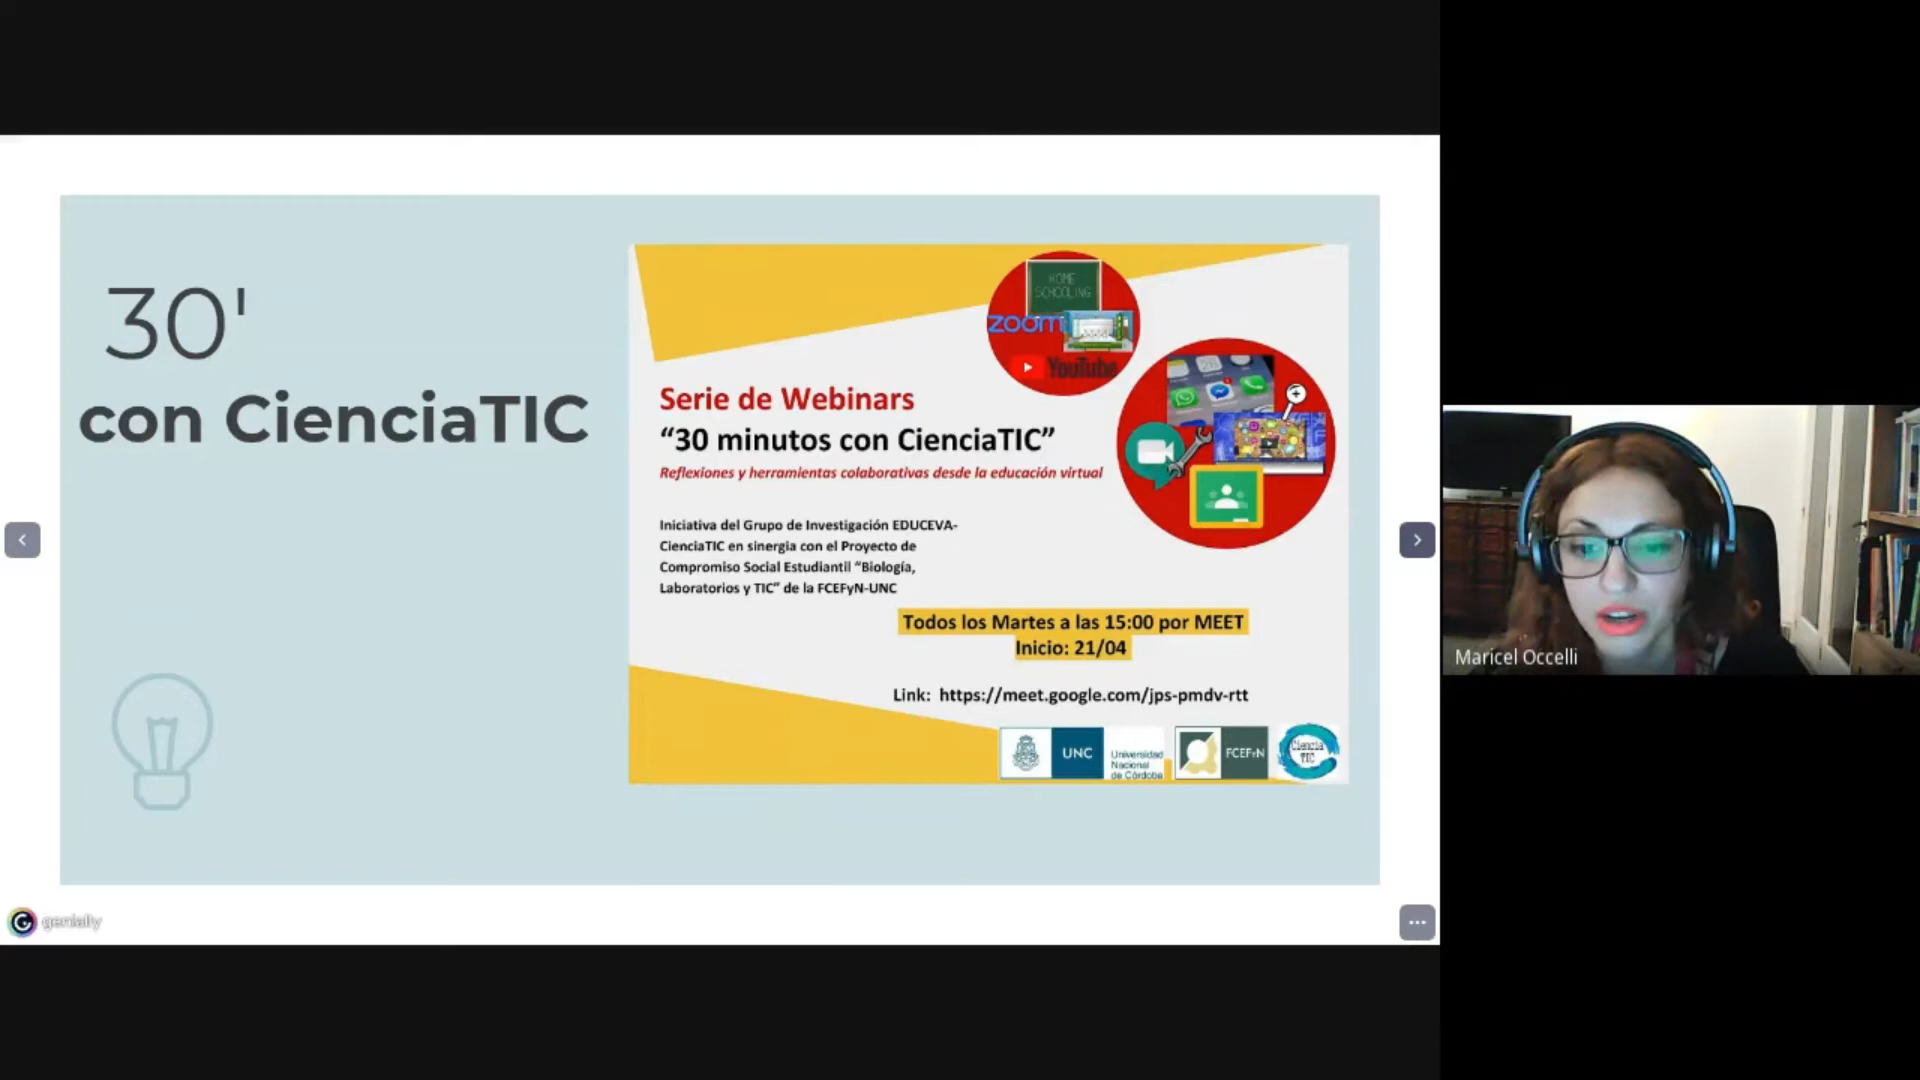 30'
con CienciaTIC
HOME
SCHOOLING
zoom
YouTube
Serie de Webinars
“30 minutos con CienciaTIC”
Reflexiones y herramientas colaborativas desde la educación virtual
Iniciativa del Grupo de Investigación EDUCEVA-
CienciaTIC en sinergia con el Proyecto de
Compromiso Social Estudiantil “Biología,
Laboratorios y TIC” de la FCEFyN-UNC
Todos los Martes a las 15:00 por MEET
Inicio: 21/04
Link: https://meet.google.com/jps-pmdv-rtt
UNC
Universidad
Nacional
de Córdoba
FCEFyN
Ciencia
TIC
Maricel Occelli
genially